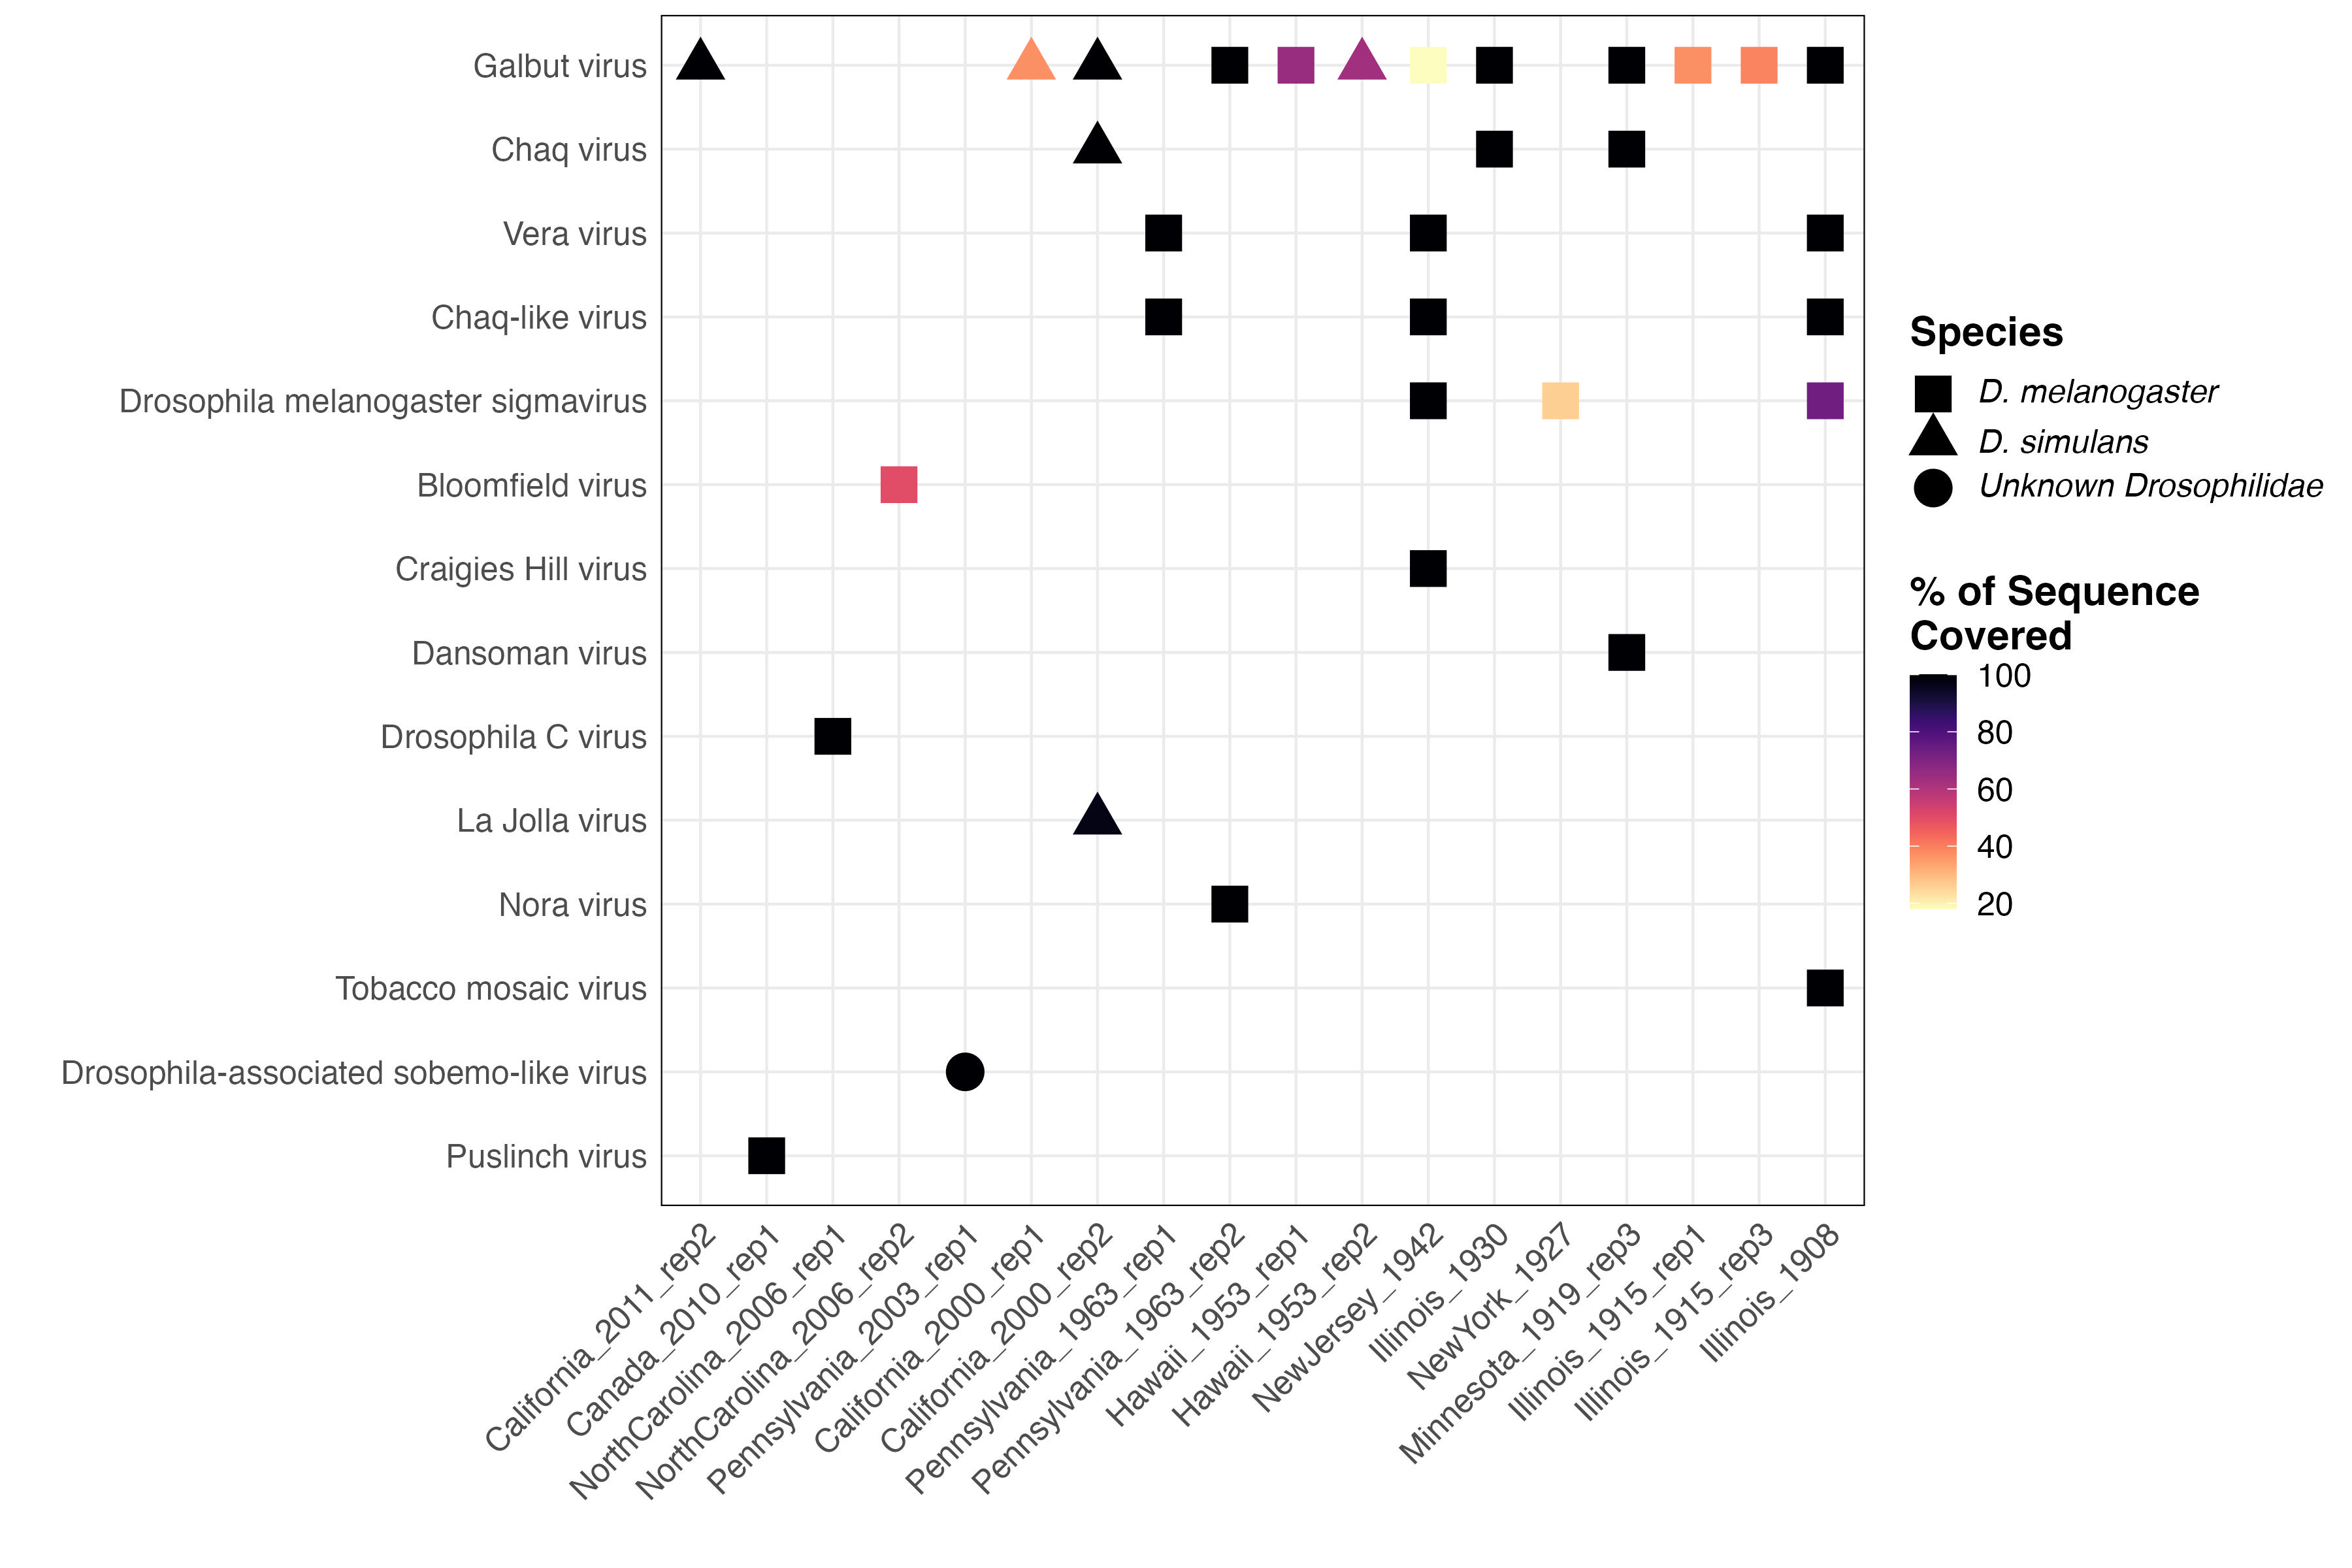 Galbut virus
Chaq virus
Vera virus
Chaq-like virus
Drosophila melanogaster sigmavirus
Bloomfield virus
Craigies Hill virus
Dansoman virus
Drosophila C virus
La Jolla virus
Nora virus
Tobacco mosaic virus
Drosophila-associated sobemo-like virus
Puslinch virus
California_2011_rep2
Canada_2010_rep1
NorthCarolina_2006_rep1
NorthCarolina_2006_rep2
Pennsylvania_2003_rep1
California_2000_rep1
California_2000_rep2
Pennsylvania_1963_rep1
Pennsylvania_1963_rep2
Hawaii_1953_rep1
Hawaii_1953_rep2
NewJersey_1942
Illinois_1930
NewYork_1927
Minnesota_1919_rep3
Illinois_1915_rep1
Illinois_1915_rep3
Illinois_1908
Species
D. melanogaster
D. simulans
Unknown Drosophilidae
% of Sequence
Covered
100
80
60
40
20